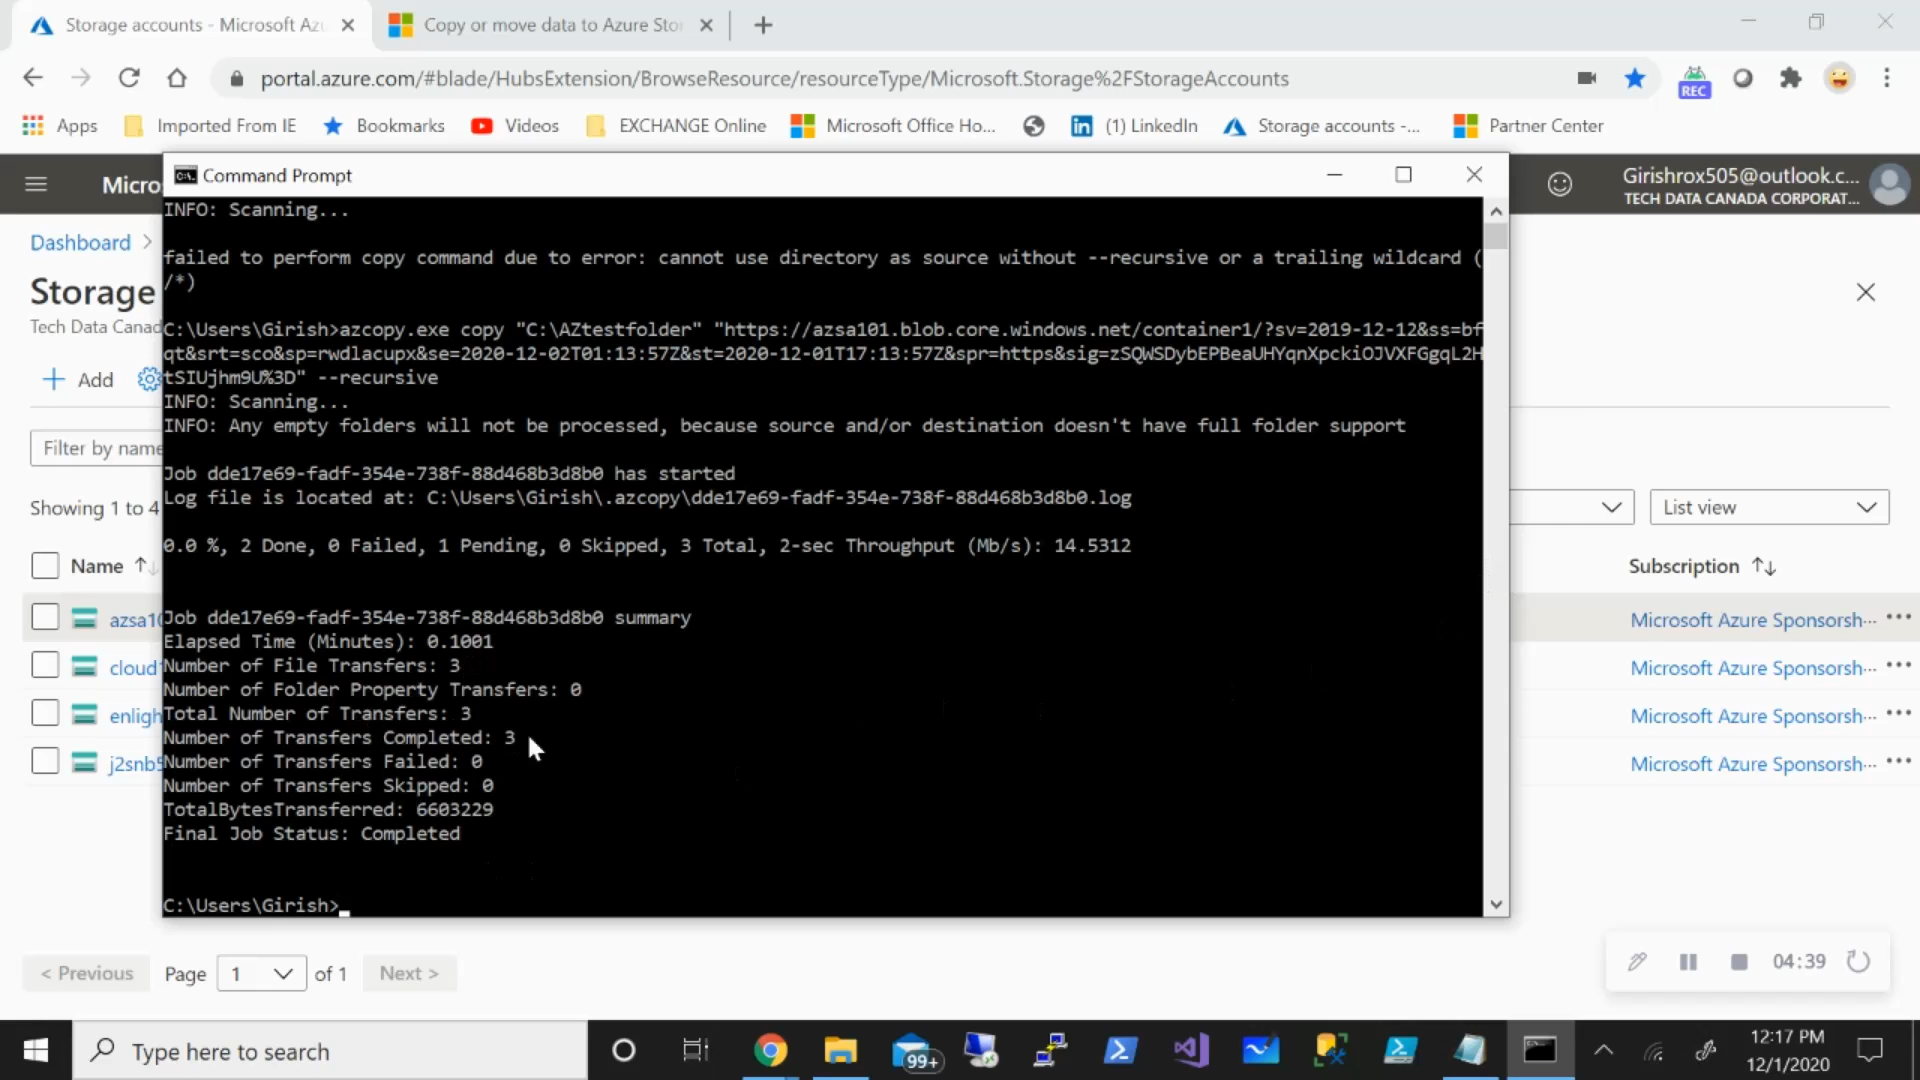 Storage accounts - Microsoft Az
Copy or move data to Azure Sto
portal.azure.com/#blade/HubsExtension/BrowseResource/resourceType/Microsoft.Storage%2FStorageAccounts
REC
Apps
Imported From IE
Bookmarks
Videos
EXCHANGE Online
Microsoft Office Ho...
(1) LinkedIn
Storage accounts -...
Partner Center
Micro
Girishrox505@outlook.c...
TECH DATA CANADA CORPORAT...
Dashboard >
Storage
Tech Data Canad
Add
Filter by name
Showing 1 to 4
Name
azsa10
cloud
enligh
j2snb5
Command Prompt
INFO: Scanning...
failed to perform copy command due to error: cannot use directory as source without --recursive or a trailing wildcard (
/*)
C:\Users\Girish>azcopy.exe copy "C:\AZtestfolder" "https://azsa101.blob.core.windows.net/container1/?sv=2019-12-12&ss=bf
qt&srt=sco&sp=rwdlacupx&se=2020-12-02T01:13:57Z&st=2020-12-01T17:13:57Z&spr=https&sig=zSQWSDybEPBeaUHYqnXpckiOJVXFGgqL2H
tSIUjhm9U%3D" --recursive
INFO: Scanning...
INFO: Any empty folders will not be processed, because source and/or destination doesn't have full folder support
Job dde17e69-fadf-354e-738f-88d468b3d8b0 has started
Log file is located at: C:\Users\Girish\.azcopy\dde17e69-fadf-354e-738f-88d468b3d8b0.log
0.0 %, 2 Done, 0 Failed, 1 Pending, 0 Skipped, 3 Total, 2-sec Throughput (Mb/s): 14.5312
Job dde17e69-fadf-354e-738f-88d468b3d8b0 summary
Elapsed Time (Minutes): 0.1001
Number of File Transfers: 3
Number of Folder Property Transfers: 0
Total Number of Transfers: 3
Number of Transfers Completed: 3
Number of Transfers Failed: 0
Number of Transfers Skipped: 0
TotalBytesTransferred: 6603229
Final Job Status: Completed
C:\Users\Girish>
List view
Subscription
Microsoft Azure Sponsorsh...
Microsoft Azure Sponsorsh...
Microsoft Azure Sponsorsh...
Microsoft Azure Sponsorsh...
< Previous
Page
1
of 1
Next >
04:39
Type here to search
99+
12:17 PM
12/1/2020